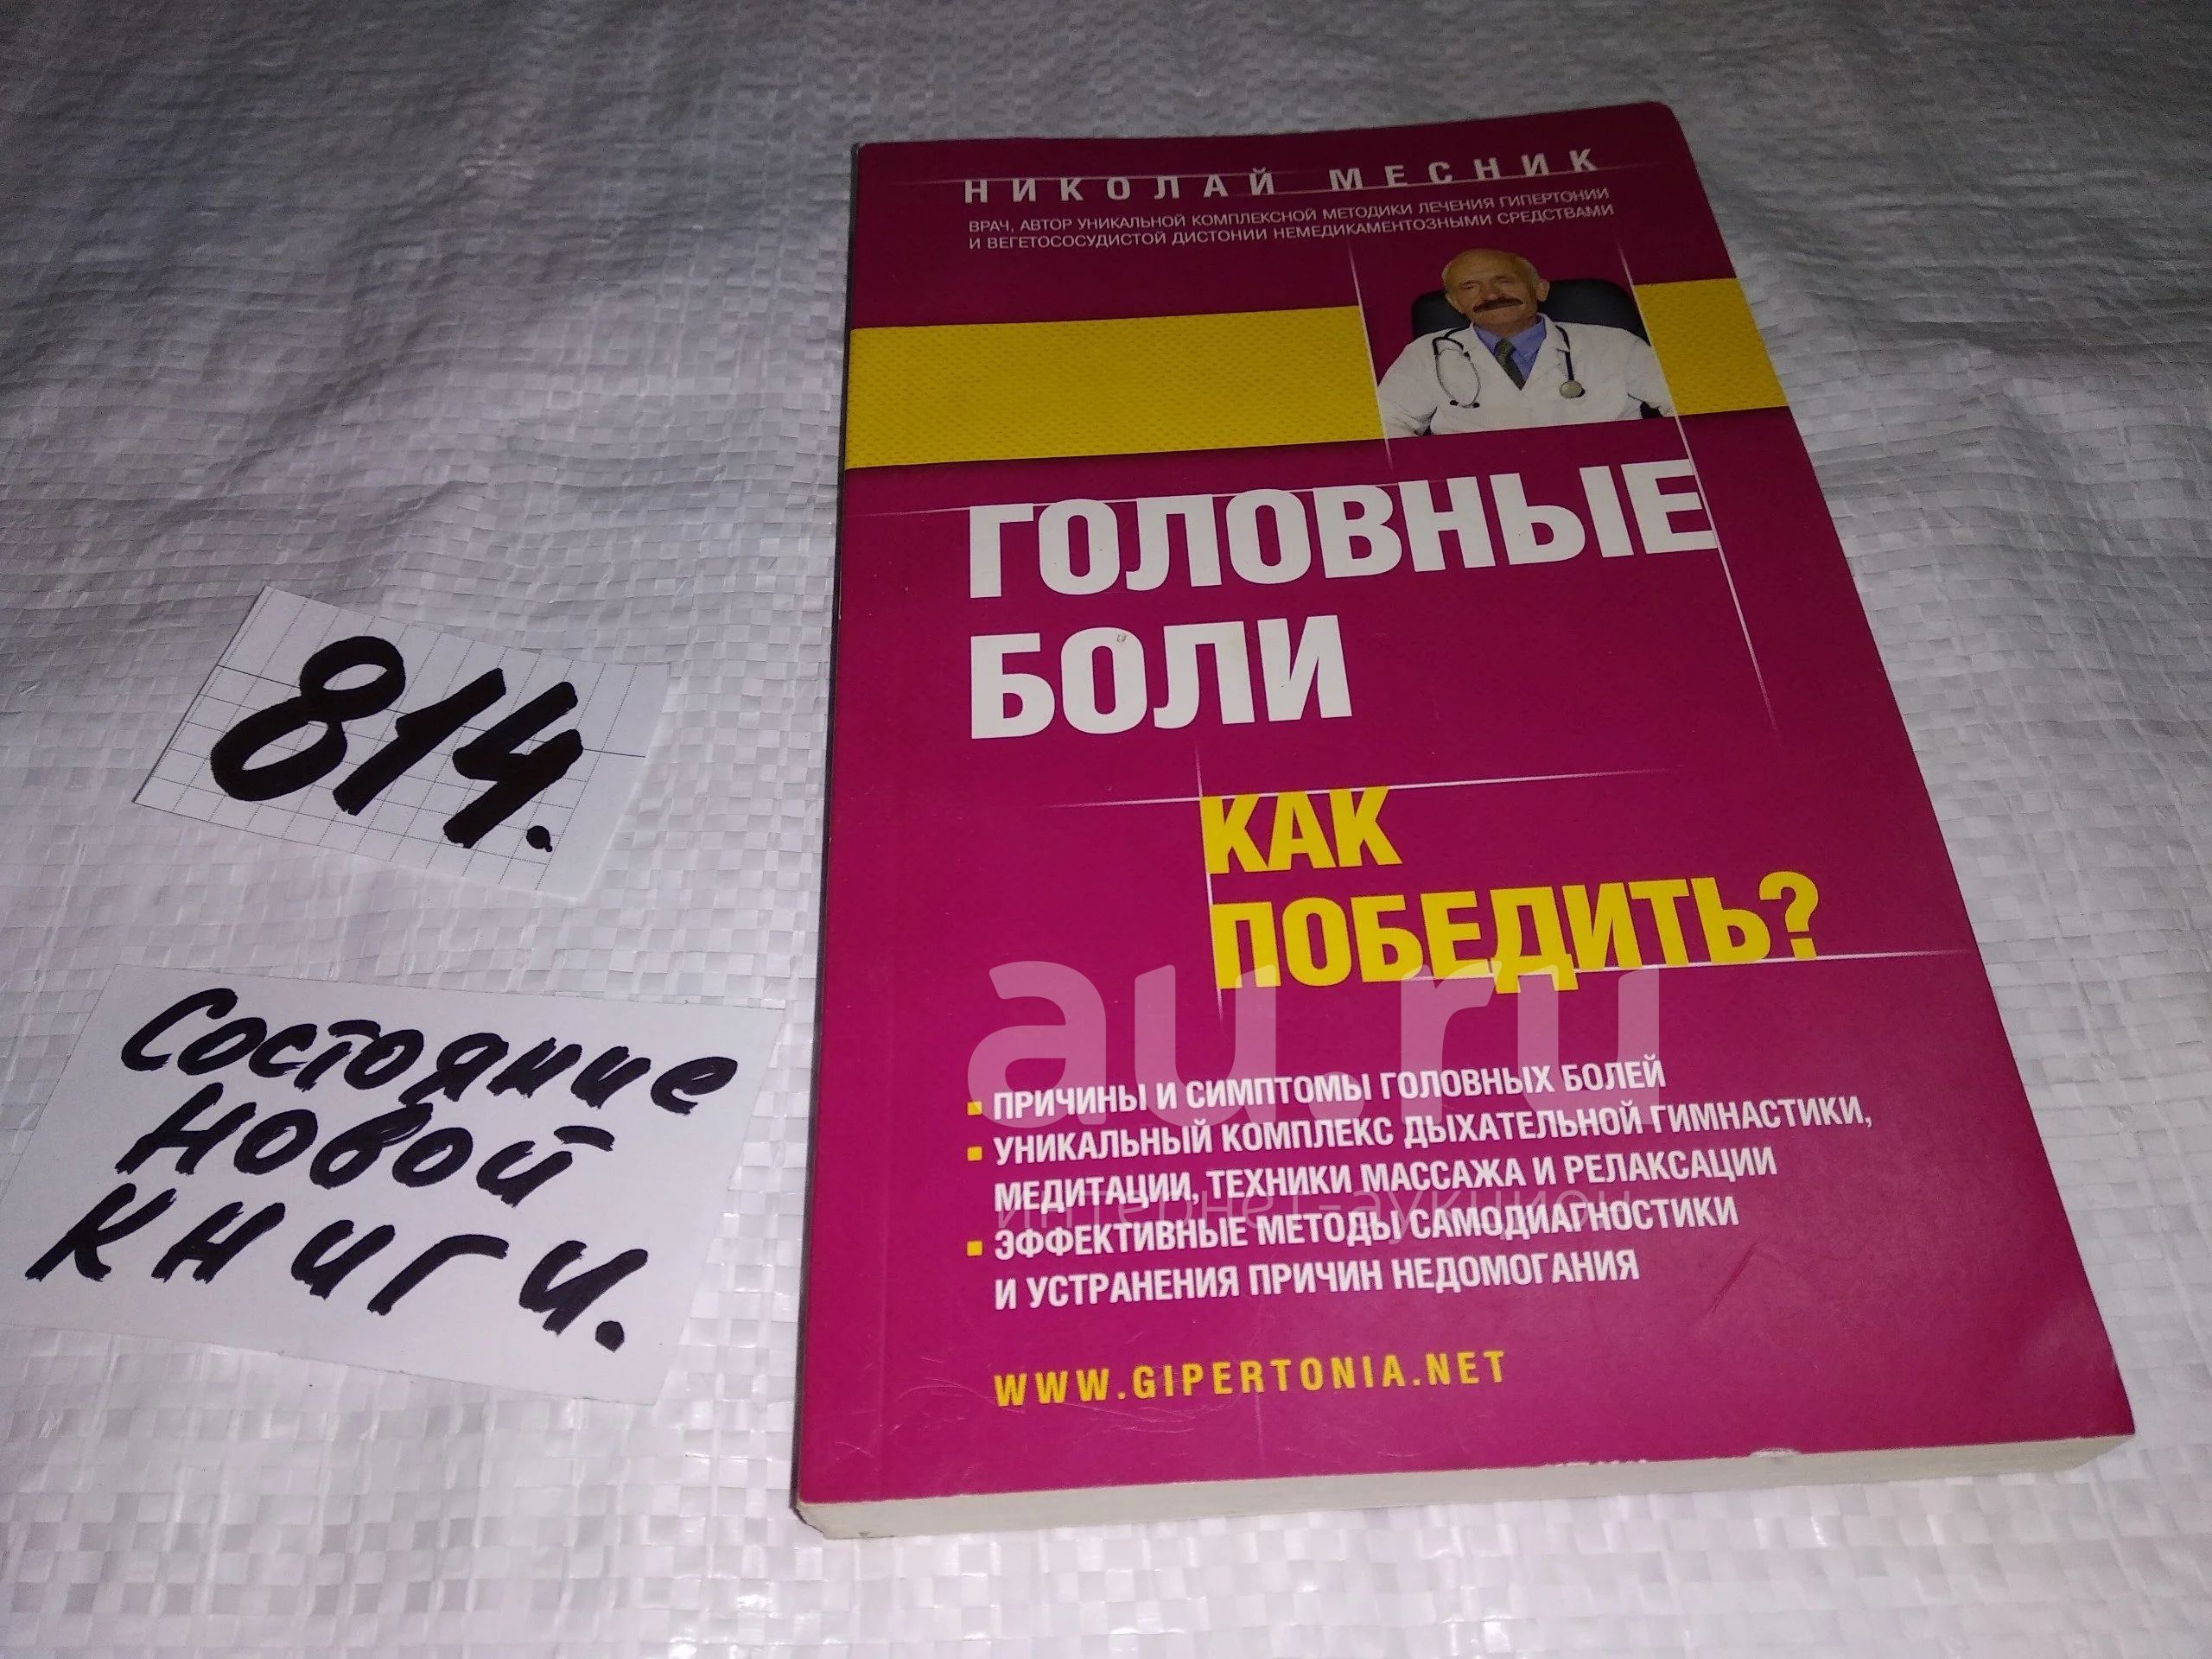 НИКОЛАЙ МЕСНИК
ВРАЧ, АВТОР УНИКАЛЬНОЙ КОМПЛЕКСНОЙ МЕТОДИКИ ЛЕЧЕНИЯ ГИПЕРТОНИИ
И ВЕГЕТОСОСУДИСТОЙ ДИСТОНИИ НЕМЕДИКАМЕНТОЗНЫМИ СРЕДСТВАМИ
ГОЛОВНЫЕ
БОЛИ
КАК
ПОБЕДИТЬ?
au.ru
интернет-аукцион
▪ ПРИЧИНЫ И СИМПТОМЫ ГОЛОВНЫХ БОЛЕЙ
▪ УНИКАЛЬНЫЙ КОМПЛЕКС ДЫХАТЕЛЬНОЙ ГИМНАСТИКИ,
МЕДИТАЦИИ, ТЕХНИКИ МАССАЖА И РЕЛАКСАЦИИ
▪ ЭФФЕКТИВНЫЕ МЕТОДЫ САМОДИАГНОСТИКИ
И УСТРАНЕНИЯ ПРИЧИН НЕДОМОГАНИЯ
WWW.GIPERTONIA.NET
814.
Состояние
новой
книги.